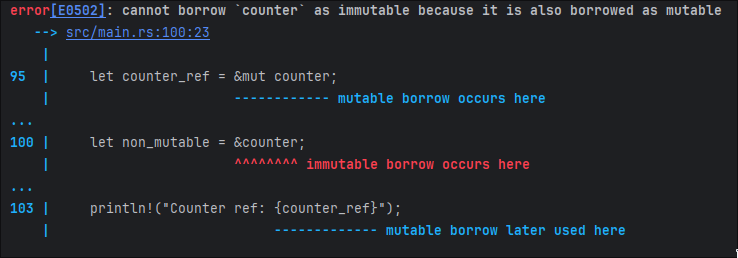 error[E0502]: cannot borrow `counter` as immutable because it is also borrowed as mutable
   --> src/main.rs:100:23
    |
95  |     let counter_ref = &mut counter;
    |                       ------------ mutable borrow occurs here
...
100 |     let non_mutable = &counter;
    |                       ^^^^^^^^ immutable borrow occurs here
...
103 |     println!("Counter ref: {counter_ref}");
    |                            ------------- mutable borrow later used here